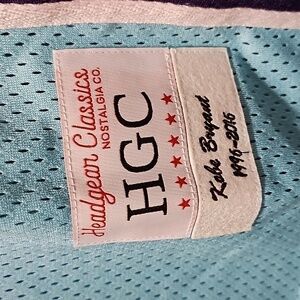 Headgear Classics
NOSTALGIA CO.
HGC
Kobe Bryant
1996-2016